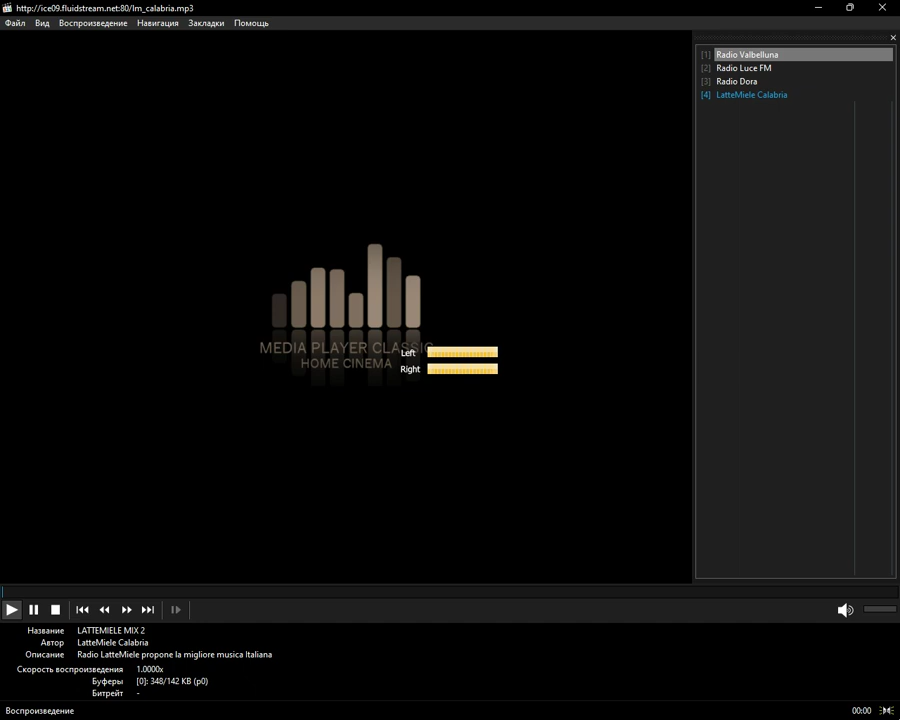 http://ice09.fluidstream.net:80/lm_calabria.mp3
Файл Вид Воспроизведение Навигация Закладки Помощь
[1] Radio Valbelluna
[2] Radio Luce FM
[3] Radio Dora
[4] LatteMiele Calabria
MEDIA PLAYER CLASSIC
HOME CINEMA
Left
Right
Название LATTEMIELE MIX 2
Автор LatteMiele Calabria
Описание Radio LatteMiele propone la migliore musica Italiana
Скорость воспроизведения 1.0000x
Буферы [0]: 348/142 KB (p0)
Битрейт -
Воспроизведение 00:00